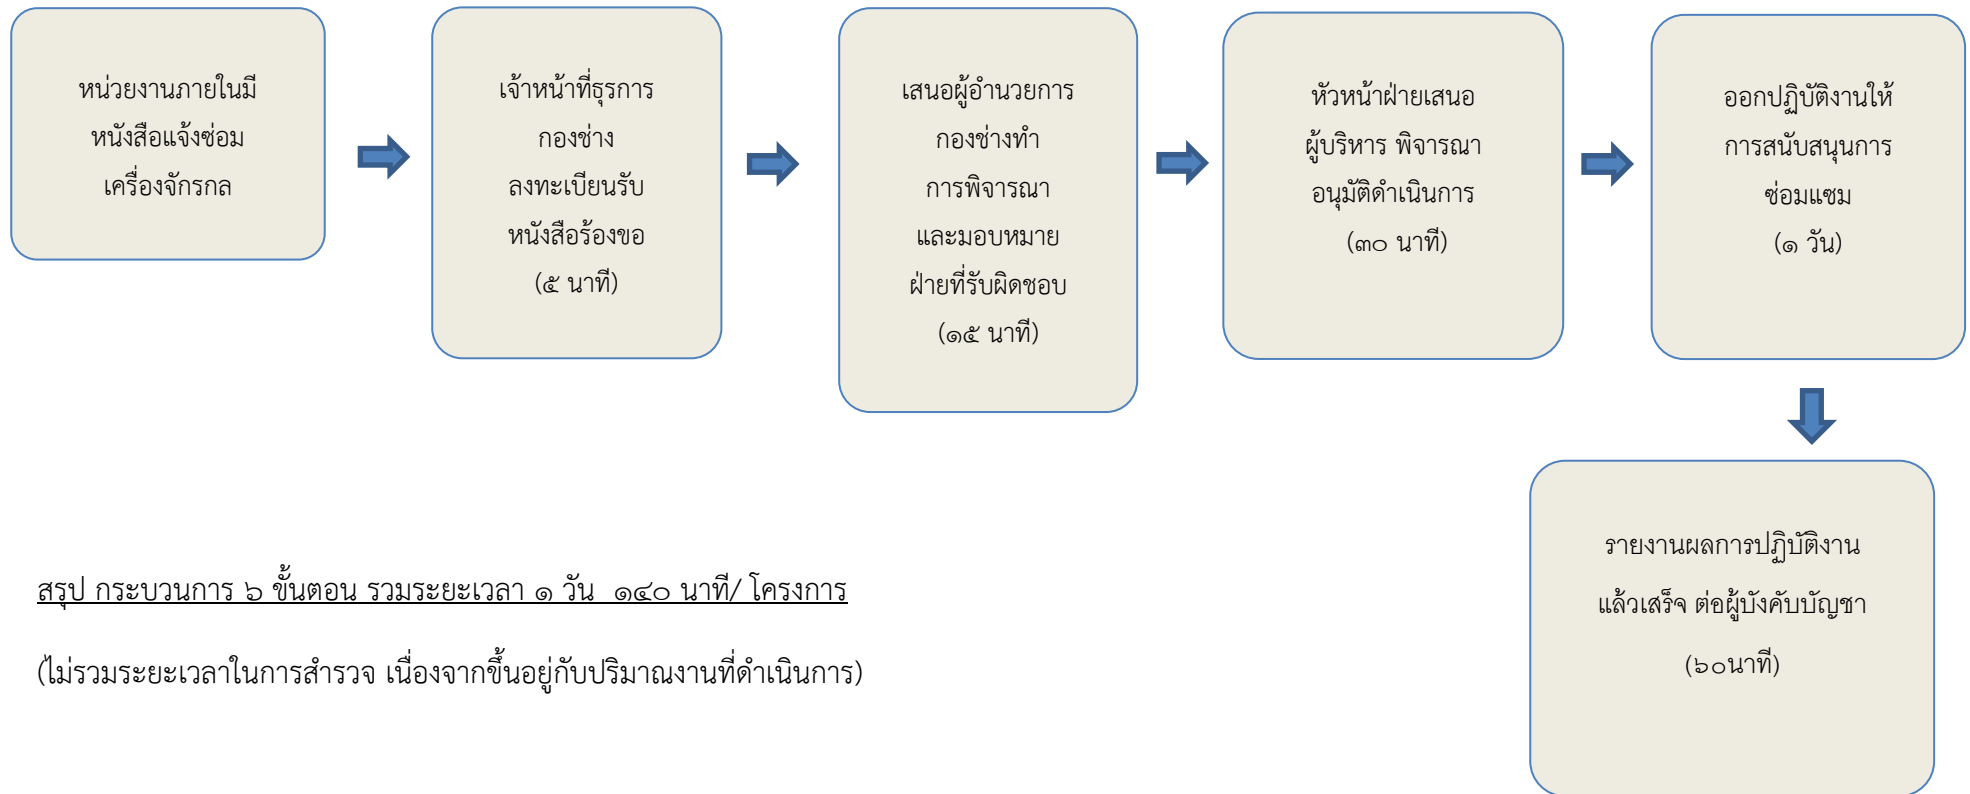 หน่วยงานภายในมี
หนังสือแจ้งซ่อม
เครื่องจักรกล
เจ้าหน้าที่ธุรการ
กองช่าง
ลงทะเบียนรับ
หนังสือร้องขอ
(๕ นาที)
เสนอผู้อำนวยการ
กองช่างทำ
การพิจารณา
และมอบหมาย
ฝ่ายที่รับผิดชอบ
(๑๕ นาที)
หัวหน้าฝ่ายเสนอ
ผู้บริหาร พิจารณา
อนุมัติดำเนินการ
(๓๐ นาที)
ออกปฏิบัติงานให้
การสนับสนุนการ
ซ่อมแซม
(๑ วัน)
รายงานผลการปฏิบัติงาน
แล้วเสร็จ ต่อผู้บังคับบัญชา
(๖๐นาที)
สรุป กระบวนการ ๖ ขั้นตอน รวมระยะเวลา ๑ วัน  ๑๔๐ นาที/ โครงการ
(ไม่รวมระยะเวลาในการสำรวจ เนื่องจากขึ้นอยู่กับปริมาณงานที่ดำเนินการ)